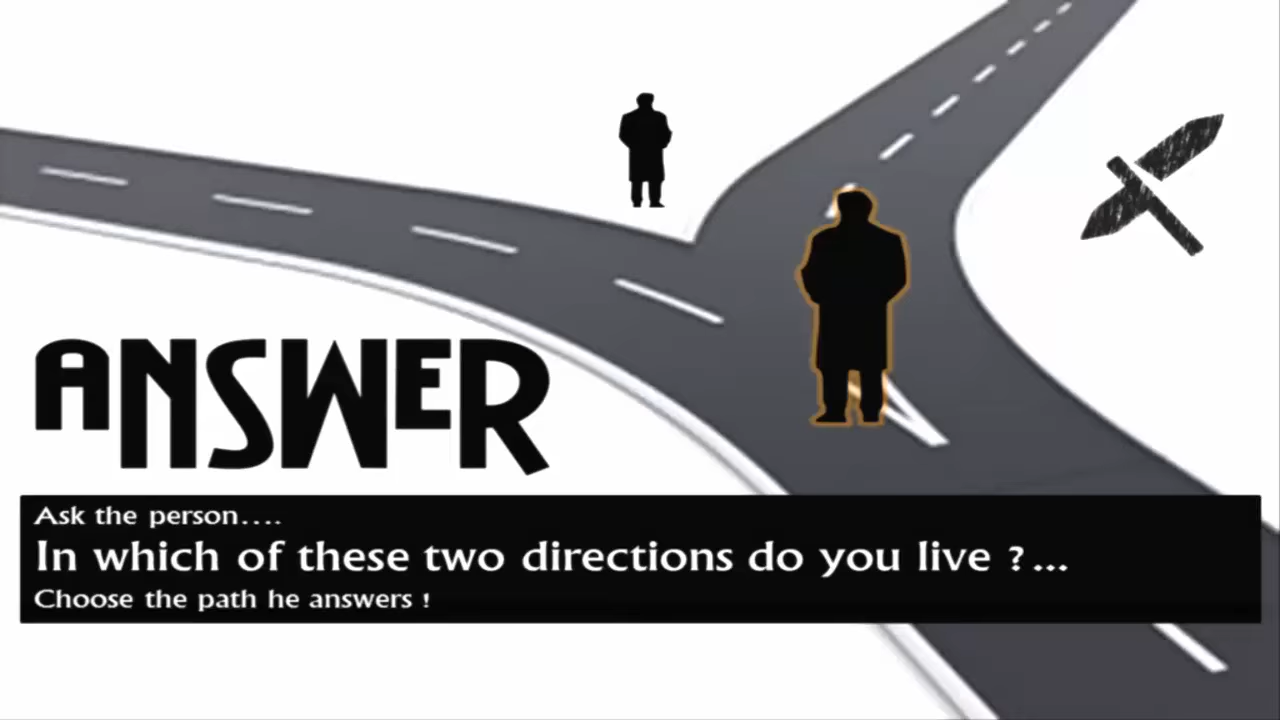 ANSWER
Ask the person....
In which of these two directions do you live ?...
Choose the path he answers !